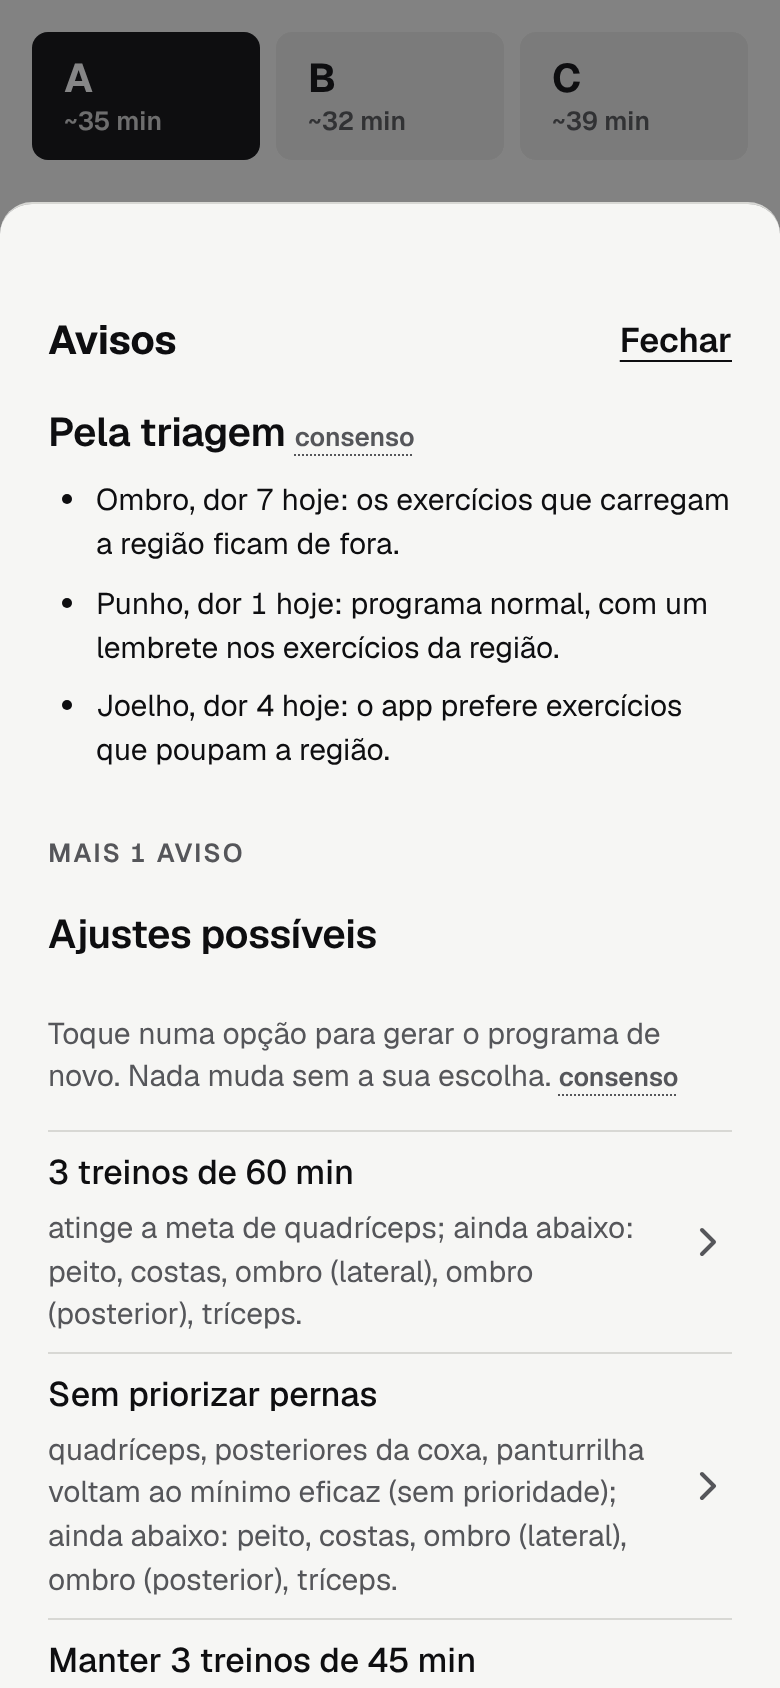 A
~35 min
B
~32 min
C
~39 min
Avisos
Fechar
Pela triagem consenso
• Ombro, dor 7 hoje: os exercícios que carregam
a região ficam de fora.
• Punho, dor 1 hoje: programa normal, com um
lembrete nos exercícios da região.
• Joelho, dor 4 hoje: o app prefere exercícios
que poupam a região.
MAIS 1 AVISO
Ajustes possíveis
Toque numa opção para gerar o programa de
novo. Nada muda sem a sua escolha. consenso
3 treinos de 60 min
atinge a meta de quadríceps; ainda abaixo:
peito, costas, ombro (lateral), ombro
(posterior), tríceps.
Sem priorizar pernas
quadríceps, posteriores da coxa, panturrilha
voltam ao mínimo eficaz (sem prioridade);
ainda abaixo: peito, costas, ombro (lateral),
ombro (posterior), tríceps.
Manter 3 treinos de 45 min